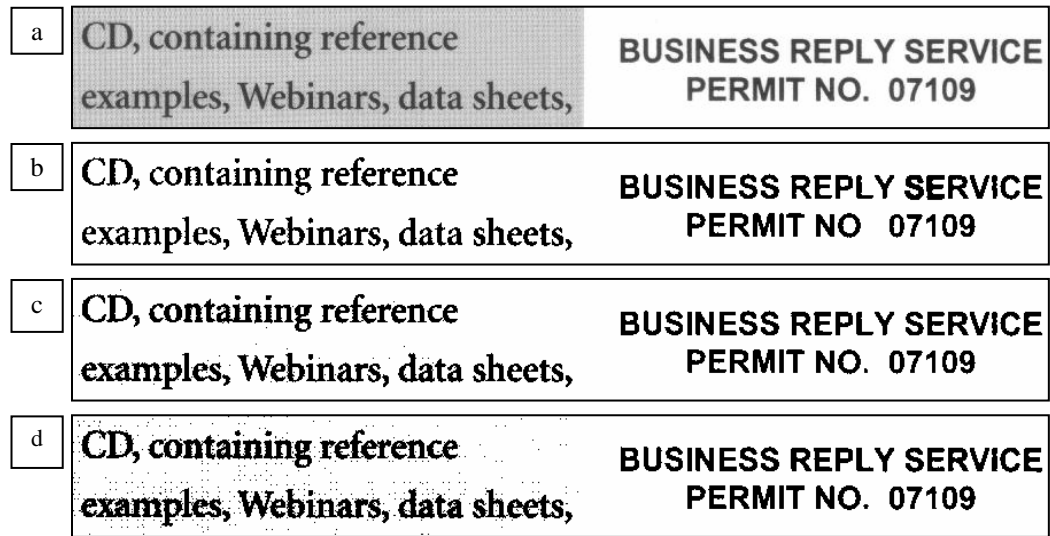 a
CD, containing reference
examples, Webinars, data sheets,
BUSINESS REPLY SERVICE
PERMIT NO. 07109
b
CD, containing reference
examples, Webinars, data sheets,
BUSINESS REPLY SERVICE
PERMIT NO 07109
c
CD, containing reference
examples, Webinars, data sheets,
BUSINESS REPLY SERVICE
PERMIT NO. 07109
d
CD, containing reference
examples, Webinars, data sheets,
BUSINESS REPLY SERVICE
PERMIT NO. 07109